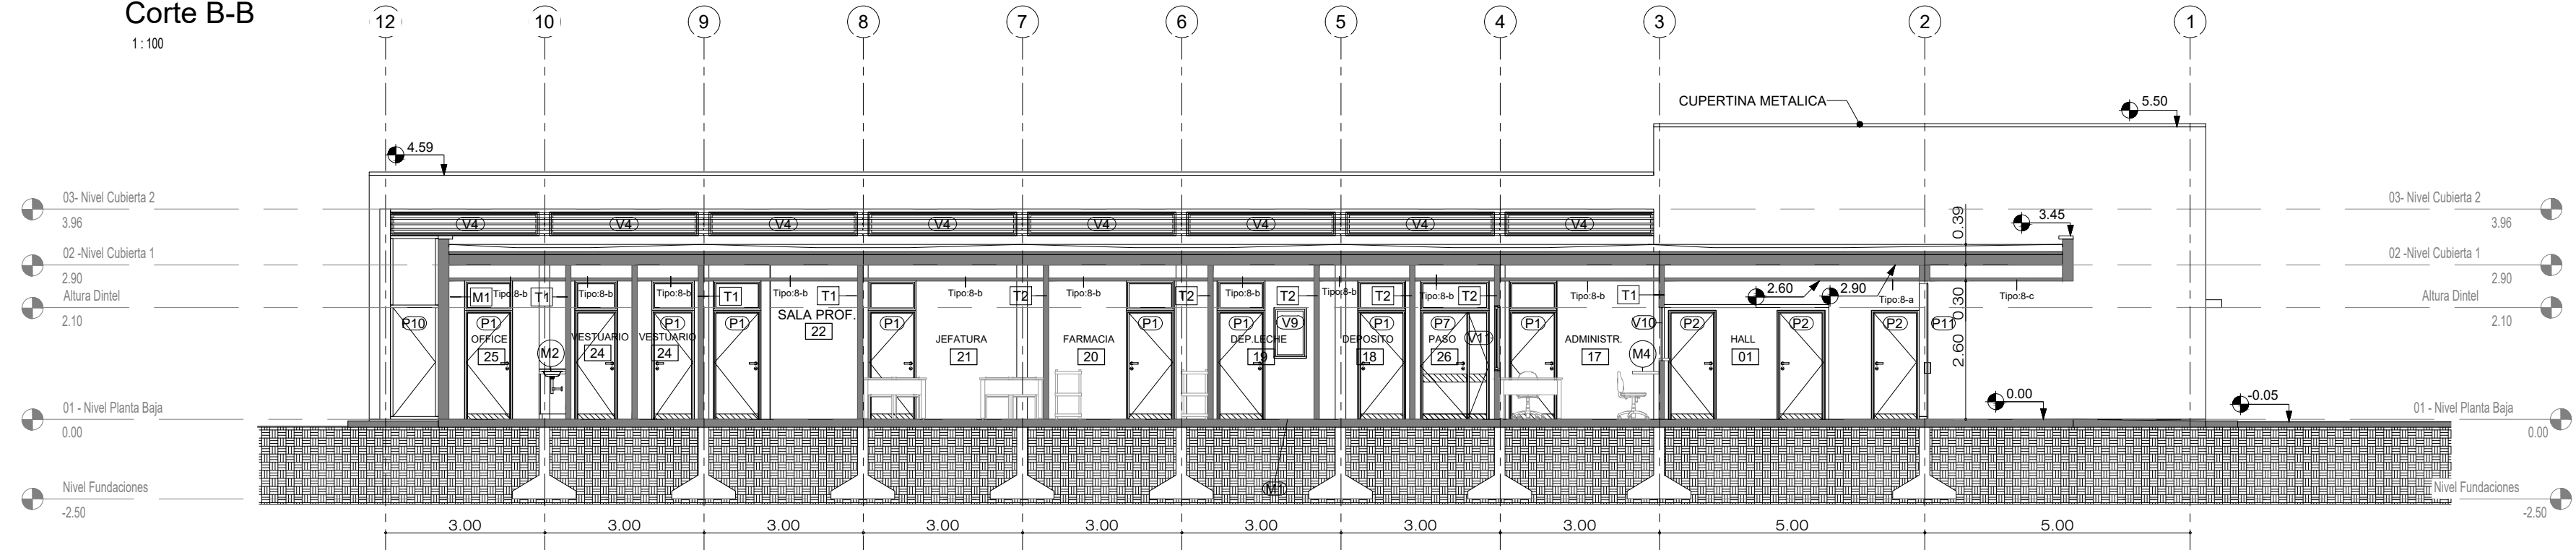 Corte B-B
1 : 100
12 10 9 8 7 6 5 4 3 2 1
CUPERTINA METALICA
5.50
4.59
03- Nivel Cubierta 2
3.96
02 -Nivel Cubierta 1
2.90
Altura Dintel
2.10
01 - Nivel Planta Baja
0.00
Nivel Fundaciones
-2.50
V4 V4 V4 V4 V4 V4 V4 V4
0.39
3.45
03- Nivel Cubierta 2
3.96
02 -Nivel Cubierta 1
2.90
Altura Dintel
2.10
01 - Nivel Planta Baja
0.00
Nivel Fundaciones
-2.50
M1 Tipo:8-b T1 Tipo:8-b Tipo:8-b T1 Tipo:8-b T1 Tipo:8-b T2 Tipo:8-b T2 Tipo:8-b T2 Tipo:8-b T2 Tipo:8-b T2 Tipo:8-b T1 2.60 2.90 Tipo:8-a 0.30 Tipo:8-c
P10 P1 P1 P1 SALA PROF. P1 P1 P1 V9 P1 P7 P1 V10 P2 P2 P2 P11
22
OFFICE VESTUARIO VESTUARIO JEFATURA FARMACIA DEP.LECHE DEPOSITO PASO V11 ADMINISTR. HALL
25 M2 24 24 21 20 19 18 26 17 M4 01 2.60
0.00
-0.05
M1
3.00 3.00 3.00 3.00 3.00 3.00 3.00 3.00 5.00 5.00